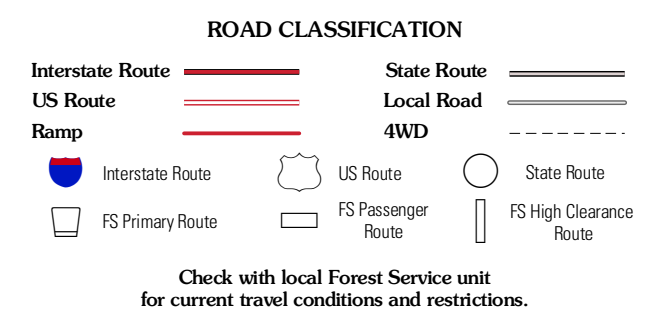 ROAD CLASSIFICATION
Interstate Route
State Route
US Route
Local Road
Ramp
4WD
Interstate Route
US Route
State Route
FS Primary Route
FS Passenger
Route
FS High Clearance
Route
Check with local Forest Service unit
for current travel conditions and restrictions.